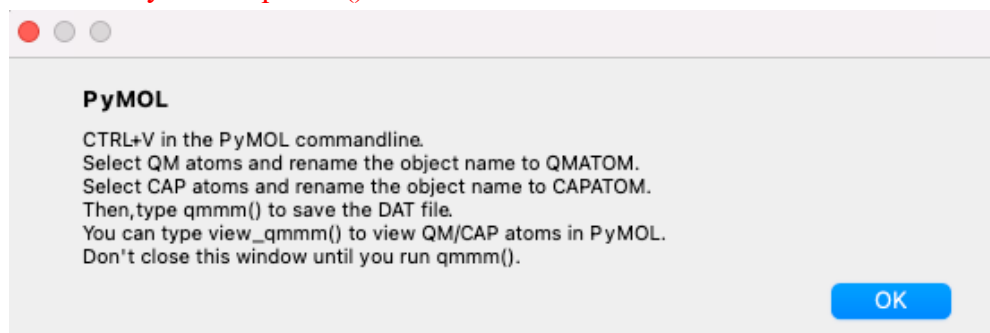 PyMOL
CTRL+V in the PyMOL commandline.
Select QM atoms and rename the object name to QMATOM.
Select CAP atoms and rename the object name to CAPATOM.
Then,type qmmm() to save the DAT file.
You can type view_qmmm() to view QM/CAP atoms in PyMOL.
Don't close this window until you run qmmm().
OK